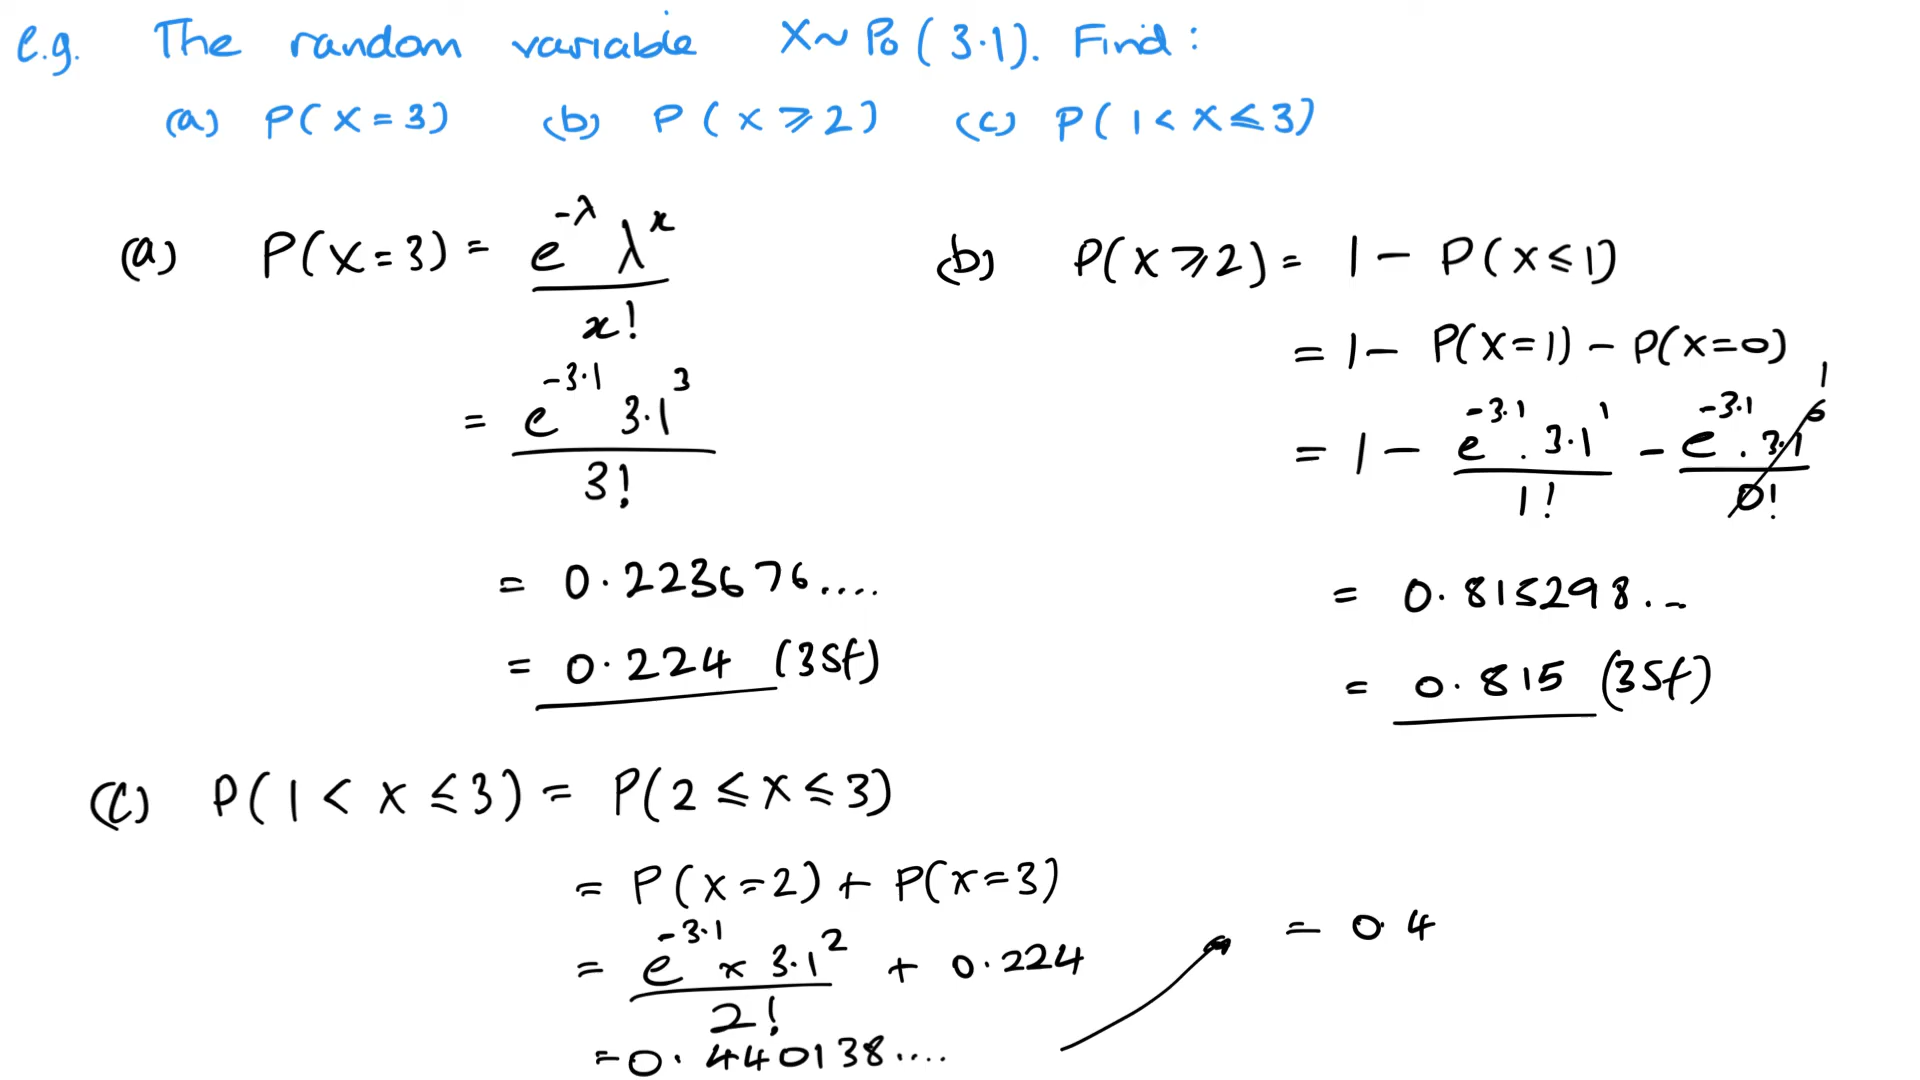 e.g. The random variable X~Po(3.1). Find:
(a) P(X=3) (b) P(X⩾2) (c) P(1<X≤3)
(a) P(X=3) = e^-λ λ^x / x!
= e^-3.1 3.1^3 / 3!
= 0.223676....
= 0.224 (3sf)
(b) P(X⩾2) = 1 - P(X≤1)
= 1 - P(X=1) - P(X=0)
= 1 - e^-3.1 . 3.1^1 / 1! - e^-3.1 . 3.1^0 / 0! 1
= 0.815298...
= 0.815 (3sf)
(c) P(1<X≤3) = P(2≤X≤3)
= P(X=2) + P(X=3)
= e^-3.1 × 3.1^2 / 2! + 0.224
= 0.440138....
= 0.4